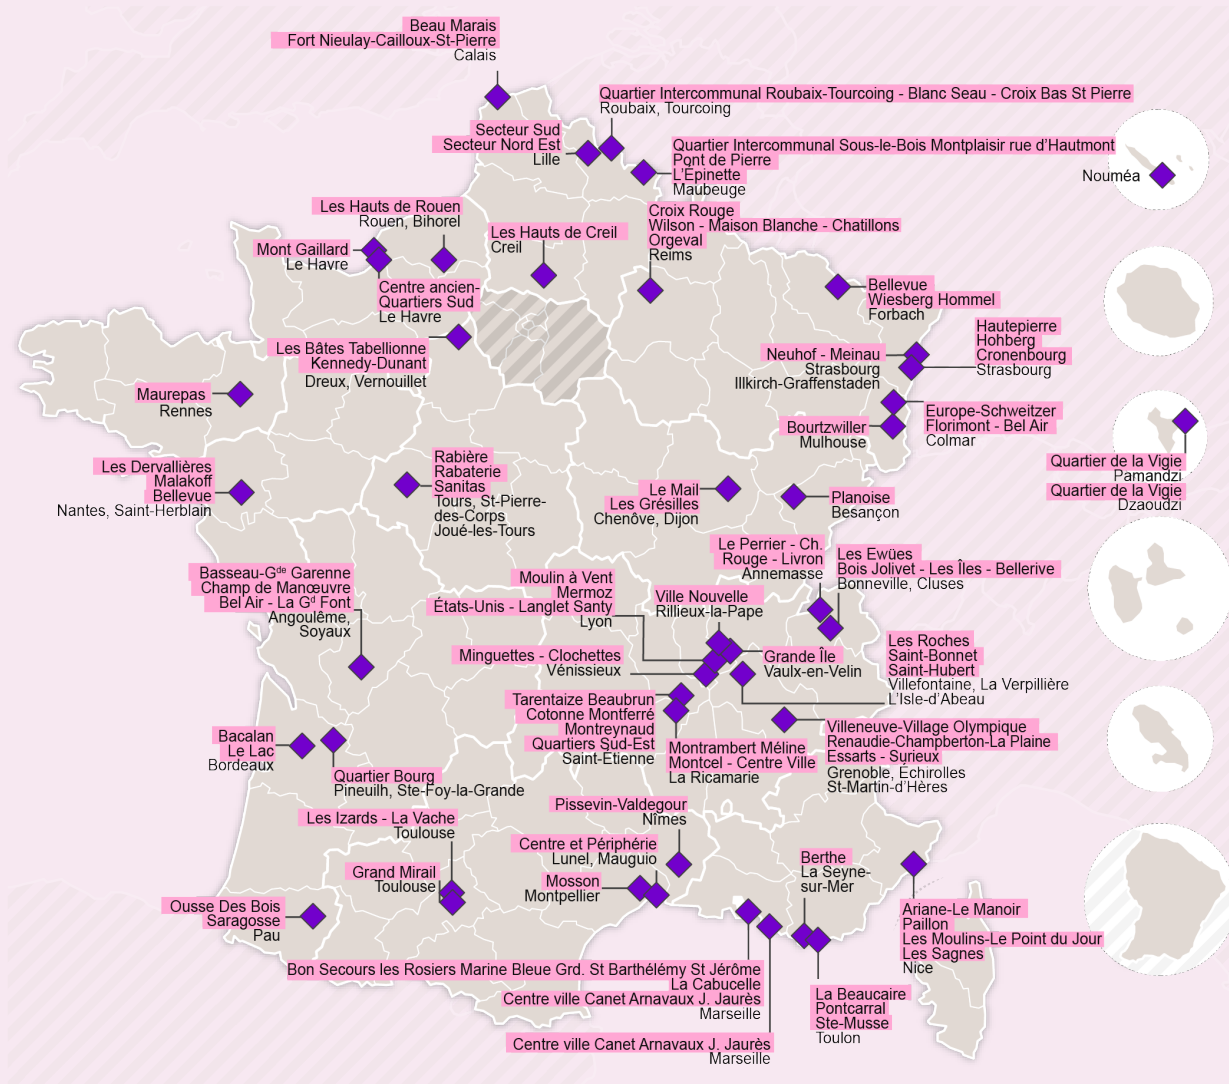 Beau Marais
Fort Nieulay-Cailloux-St-Pierre
Calais
Quartier Intercommunal Roubaix-Tourcoing - Blanc Seau - Croix Bas St Pierre
Roubaix, Tourcoing
Secteur Sud
Secteur Nord Est
Lille
Quartier Intercommunal Sous-le-Bois Montplaisir rue d'Hautmont
Pont de Pierre
L'Épinette
Maubeuge
Nouméa
Les Hauts de Rouen
Rouen, Bihorel
Les Hauts de Creil
Creil
Croix Rouge
Wilson - Maison Blanche - Chatillons
Orgeval
Reims
Mont Gaillard
Le Havre
Centre ancien-
Quartiers Sud
Le Havre
Bellevue
Wiesberg Hommel
Forbach
Hautepierre
Hohberg
Cronenbourg
Strasbourg
Neuhof - Meinau
Strasbourg
Illkirch-Graffenstaden
Les Bâtes Tabellionne
Kennedy-Dunant
Dreux, Vernouillet
Maurepas
Rennes
Europe-Schweitzer
Florimont - Bel Air
Colmar
Bourtzwiller
Mulhouse
Quartier de la Vigie
Pamandzi
Quartier de la Vigie
Dzaoudzi
Les Dervallières
Malakoff
Bellevue
Nantes, Saint-Herblain
Rabière
Rabaterie
Sanitas
Tours, St-Pierre-
des-Corps
Joué-les-Tours
Le Mail
Les Grésilles
Chenôve, Dijon
Planoise
Besançon
Le Perrier - Ch.
Rouge - Livron
Annemasse
Les Ewües
Bois Jolivet - Les Îles - Bellerive
Bonneville, Cluses
Basseau-Gde Garenne
Champ de Manœuvre
Bel Air - La Gd Font
Angoulême,
Soyaux
Moulin à Vent
Mermoz
États-Unis - Langlet Santy
Lyon
Ville Nouvelle
Rillieux-la-Pape
Minguettes - Clochettes
Vénissieux
Grande Île
Vaulx-en-Velin
Les Roches
Saint-Bonnet
Saint-Hubert
Villefontaine, La Verpillière
L'Isle-d'Abeau
Tarentaize Beaubrun
Cotonne Montferré
Montreynaud
Quartiers Sud-Est
Saint-Etienne
Montrambert Méline
Montcel - Centre Ville
La Ricamarie
Villeneuve-Village Olympique
Renaudie-Champberton-La Plaine
Essarts - Surieux
Grenoble, Échirolles
St-Martin-d'Hères
Bacalan
Le Lac
Bordeaux
Quartier Bourg
Pineuilh, Ste-Foy-la-Grande
Les Izards - La Vache
Toulouse
Pissevin-Valdegour
Nîmes
Centre et Périphérie
Lunel, Mauguio
Grand Mirail
Toulouse
Mosson
Montpellier
Berthe
La Seyne-
sur-Mer
Ousse Des Bois
Saragosse
Pau
Ariane-Le Manoir
Paillon
Les Moulins-Le Point du Jour
Les Sagnes
Nice
Bon Secours les Rosiers Marine Bleue Grd. St Barthélémy St Jérôme
La Cabucelle
Centre ville Canet Arnavaux J. Jaurès
Marseille
La Beaucaire
Pontcarral
Ste-Musse
Toulon
Centre ville Canet Arnavaux J. Jaurès
Marseille